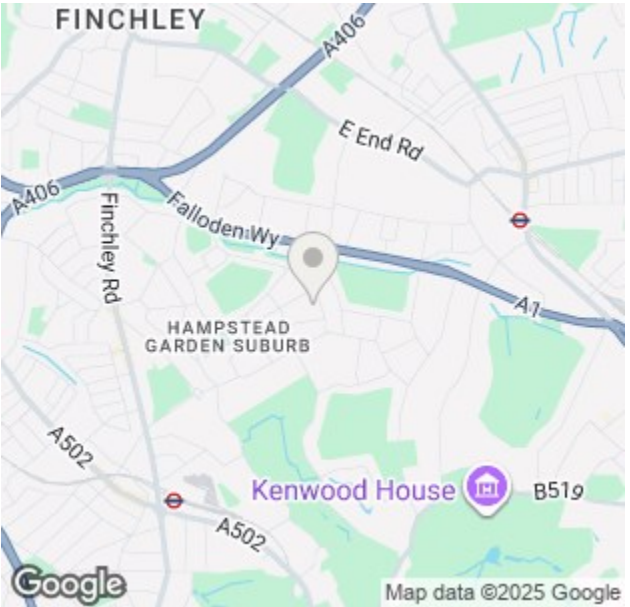 FINCHLEY
A406
E End Rd
A406
Falloden Wy
Finchley Rd
A1
HAMPSTEAD
GARDEN SUBURB
A502
Kenwood House
B519
A502
Google
Map data ©2025 Google